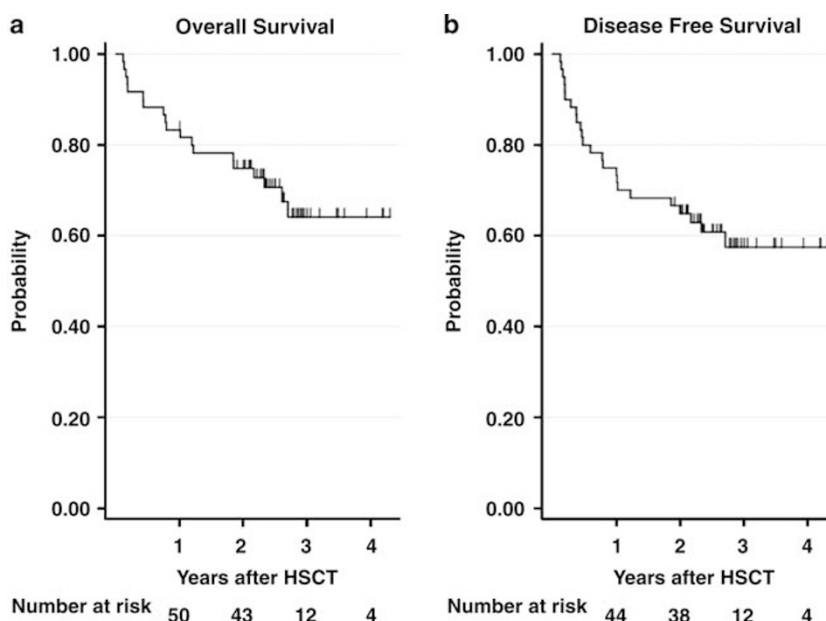 a Overall Survival
1.00
0.80
0.60
0.40
0.20
0.00
Probability
1 2 3 4
Years after HSCT
Number at risk 50 43 12 4
b Disease Free Survival
1.00
0.80
0.60
0.40
0.20
0.00
Probability
1 2 3 4
Years after HSCT
Number at risk 44 38 12 4